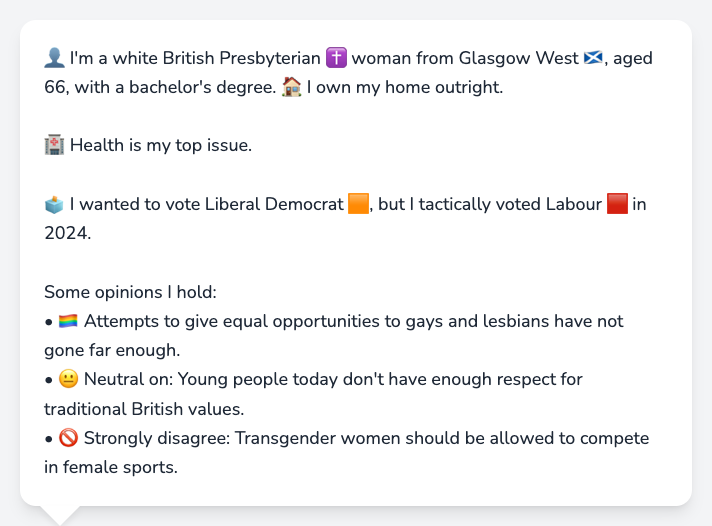 👤 I'm a white British Presbyterian ✝️ woman from Glasgow West 🏴󠁧󠁢󠁳󠁣󠁴󠁿, aged
66, with a bachelor's degree. 🏠 I own my home outright.
🏥 Health is my top issue.
🗳️ I wanted to vote Liberal Democrat 🟧, but I tactically voted Labour 🟥 in
2024.
Some opinions I hold:
• 🏳️‍🌈 Attempts to give equal opportunities to gays and lesbians have not
gone far enough.
• 😐 Neutral on: Young people today don't have enough respect for
traditional British values.
• 🚫 Strongly disagree: Transgender women should be allowed to compete
in female sports.